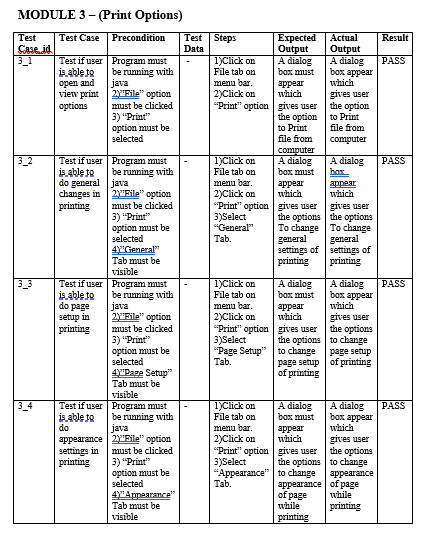 MODULE 3 – (Print Options)
Test Case_id
Test Case
Precondition
Test Data
Steps
Expected Output
Actual Output
Result
3_1
Test if user
is able to
open and
view print
options
Program must
be running with
java
2)"File" option
must be clicked
3) "Print"
option must be
selected
-
1)Click on
File tab on
menu bar.
2)Click on
"Print" option
A dialog
box must
appear
which
gives user
the option
to Print
file from
computer
A dialog
box appear
which
gives user
the option
to Print
file from
computer
PASS
3_2
Test if user
is able to
do general
changes in
printing
Program must
be running with
java
2)"File" option
must be clicked
3) "Print"
option must be
selected
4)"General"
Tab must be
visible
-
1)Click on
File tab on
menu bar.
2)Click on
"Print" option
3)Select
"General"
Tab.
A dialog
box must
appear
which
gives user
the options
To change
general
settings of
printing
A dialog
box
appear
which
gives user
the options
To change
general
settings of
printing
PASS
3_3
Test if user
is able to
do page
setup in
printing
Program must
be running with
java
2)"File" option
must be clicked
3) "Print"
option must be
selected
4)"Page Setup"
Tab must be
visible
-
1)Click on
File tab on
menu bar.
2)Click on
"Print" option
3)Select
"Page Setup"
Tab.
A dialog
box must
appear
which
gives user
the options
to change
page setup
of printing
A dialog
box appear
which
gives user
the options
to change
page setup
of printing
PASS
3_4
Test if user
is able to
do
appearance
settings in
printing
Program must
be running with
java
2)"File" option
must be clicked
3) "Print"
option must be
selected
4)"Appearance"
Tab must be
visible
-
1)Click on
File tab on
menu bar.
2)Click on
"Print" option
3)Select
"Appearance"
Tab.
A dialog
box must
appear
which
gives user
the options
to change
appearance
of page
while
printing
A dialog
box appear
which
gives user
the options
to change
appearance
of page
while
printing
PASS